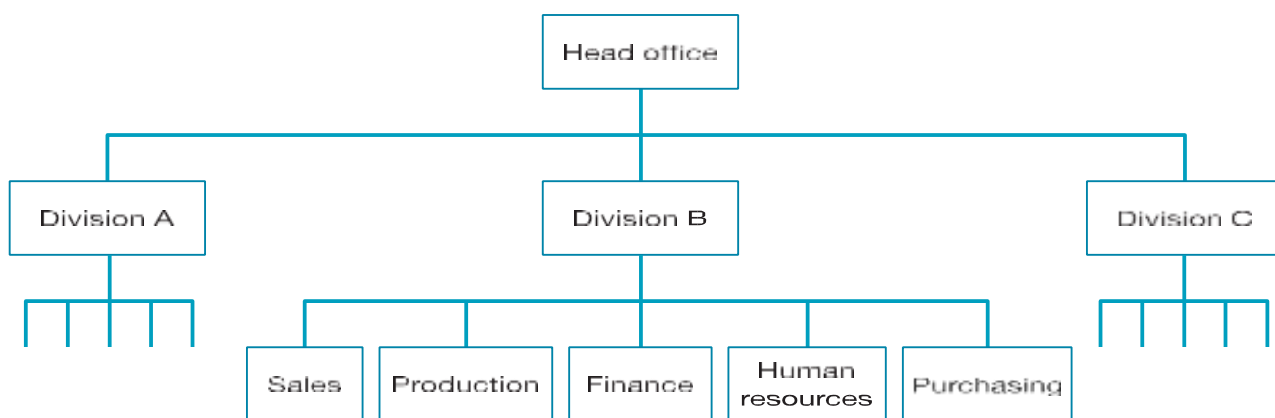 Head office
Division A
Division B
Division C
Sales
Production
Finance
Human
resources
Purchasing